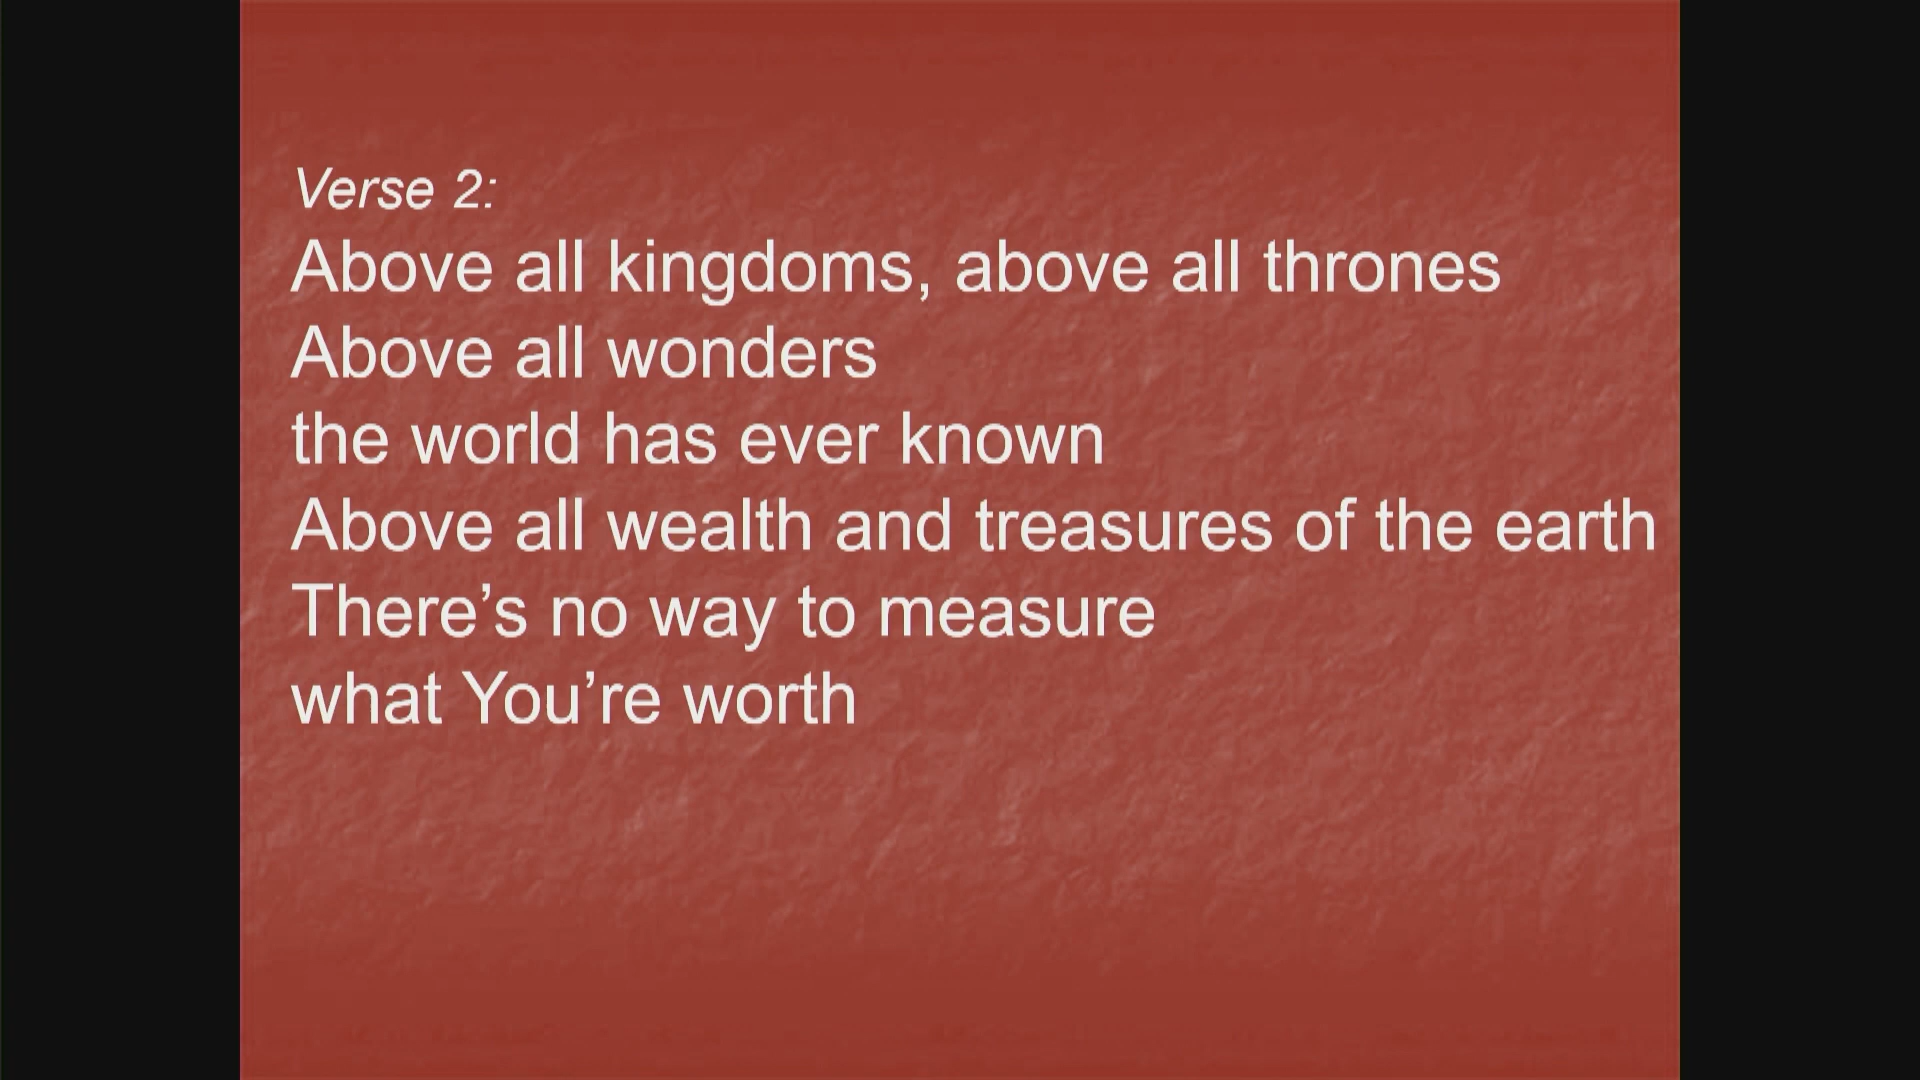 Verse 2:
Above all kingdoms, above all thrones
Above all wonders
the world has ever known
Above all wealth and treasures of the earth
There’s no way to measure
what You’re worth